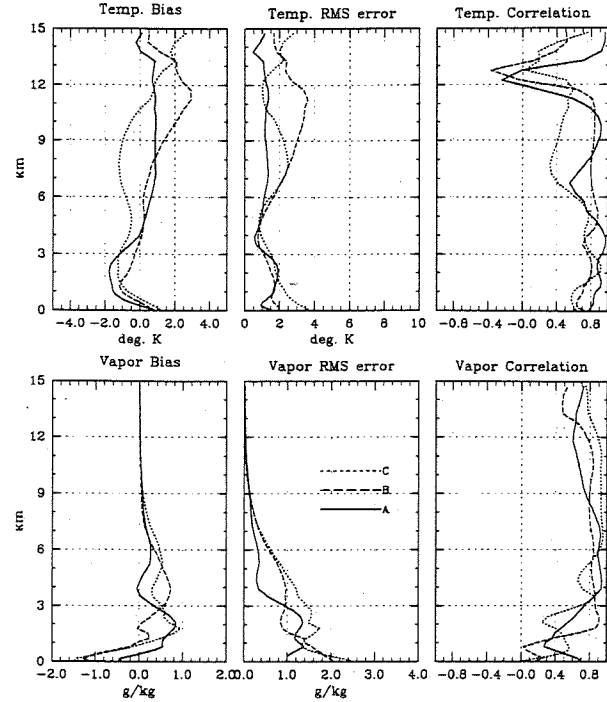 Temp. Bias
Temp. RMS error
Temp. Correlation
15
12
9
6
3
0
KM
-5.0 -2.0 0.0 2.0 4.0
deg. K
0 2 4 6 8 10
deg. K
-0.8 -0.4 -0.0 0.4 0.8
Vapor Bias
Vapor RMS error
Vapor Correlation
15
12
9
6
3
0
KM
C
B
A
-2.0 -1.0 0.0 1.0 2.0
g/kg
0.0 1.0 2.0 3.0 4.0
g/kg
-0.8 -0.4 0.0 0.4 0.8